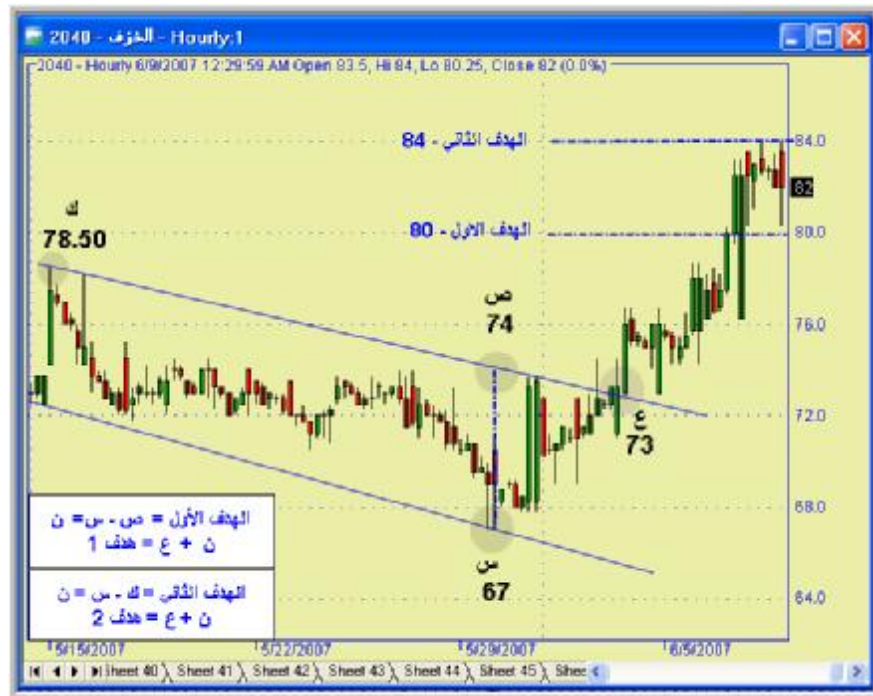 2040 - الخزف - Hourly:1
2040 - Hourly 6/9/2007 12:29:59 AM Open 83.5, Hi 84, Lo 80.25, Close 82 (0.0%)
الهدف الثاني - 84
84.0
82
ك
78.50
الهدف الاول - 80
80.0
ص
74
76.0
72.0
ع
73
68.0
الهدف الأول = ص - س = ن
ن + ع = هدف 1
س
67
الهدف الثاني = ك - س = ن
ن + ع = هدف 2
64.0
5/15/2007
5/22/2007
5/29/2007
6/5/2007
Sheet 40 Sheet 41 Sheet 42 Sheet 43 Sheet 44 Sheet 45